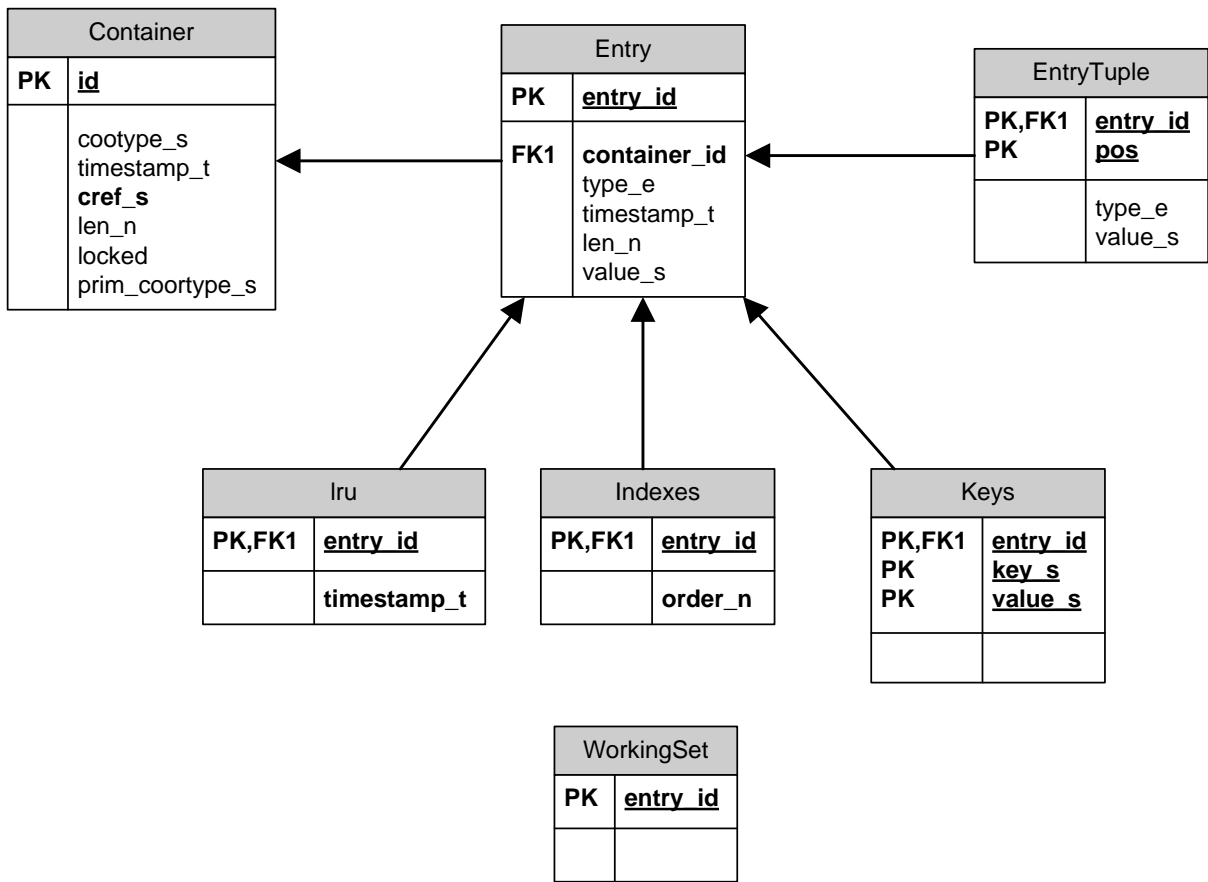 Container
PK id
cootype_s
timestamp_t
cref_s
len_n
locked
prim_coortype_s
Entry
PK entry_id
FK1 container_id
type_e
timestamp_t
len_n
value_s
EntryTuple
PK,FK1 entry_id
PK pos
type_e
value_s
lru
PK,FK1 entry_id
timestamp_t
Indexes
PK,FK1 entry_id
order_n
Keys
PK,FK1 entry_id
PK key_s
PK value_s
WorkingSet
PK entry_id